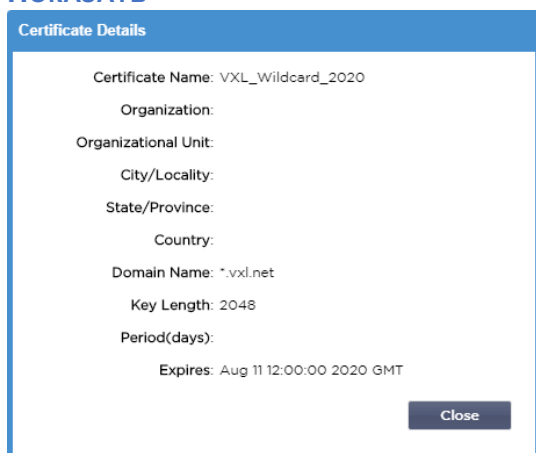 Certificate Details
Certificate Name: VXL_Wildcard_2020
Organization:
Organizational Unit:
City/Locality:
State/Province:
Country:
Domain Name: *.vxl.net
Key Length: 2048
Period(days):
Expires: Aug 11 12:00:00 2020 GMT
Close